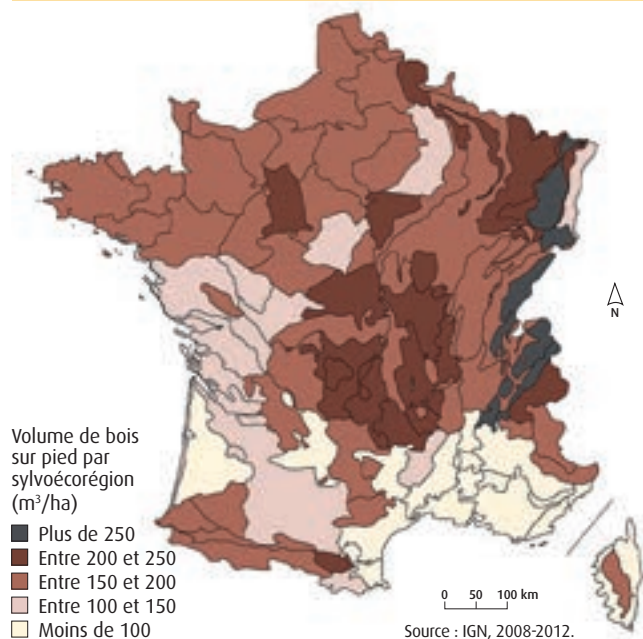 N
Volume de bois
sur pied par
sylvoécorégion
(m³/ha)
Plus de 250
Entre 200 et 250
Entre 150 et 200
Entre 100 et 150
Moins de 100
0 50 100 km
Source : IGN, 2008-2012.